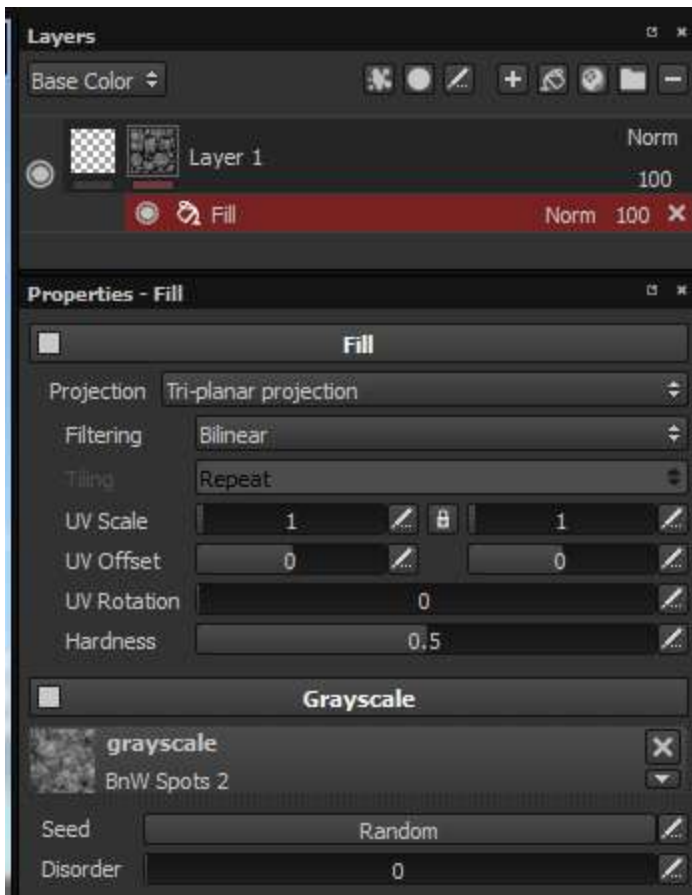 Layers
Base Color
Layer 1
Norm
100
Fill Norm 100
Properties - Fill
Fill
Projection Tri-planar projection
Filtering Bilinear
Tiling Repeat
UV Scale 1 1
UV Offset 0 0
UV Rotation 0
Hardness 0.5
Grayscale
grayscale
BnW Spots 2
Seed Random
Disorder 0